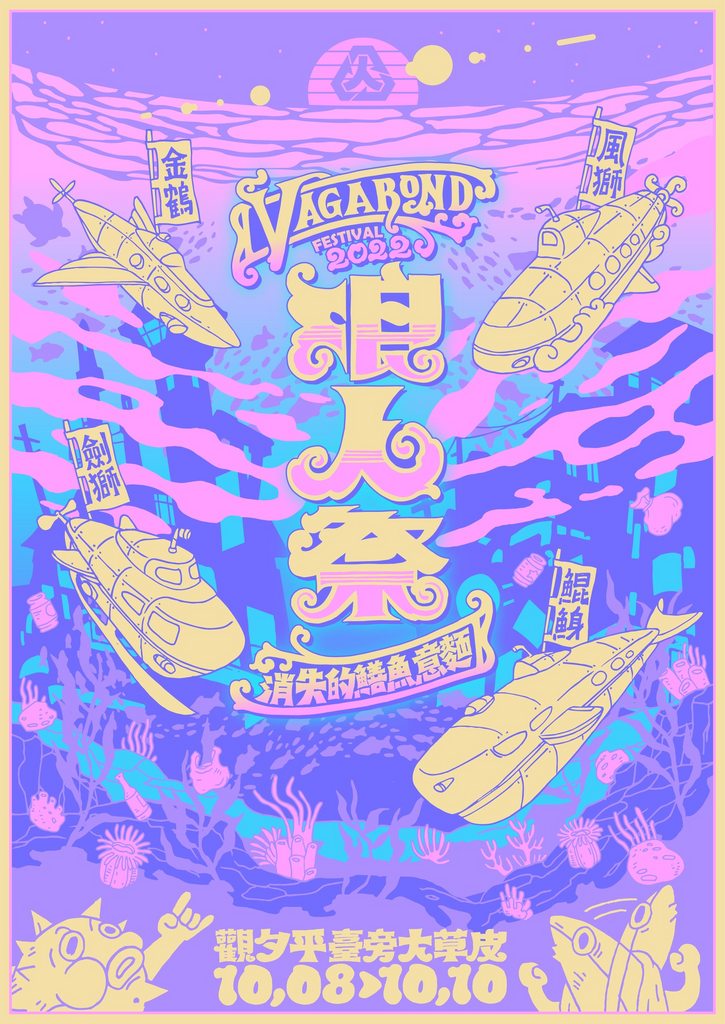 金鶴
風獅
VAGABOND
FESTIVAL
2022
浪人祭
劍獅
鯤鯓
消失的鱔魚意麵
觀夕平臺旁大草皮
10,08>10,10